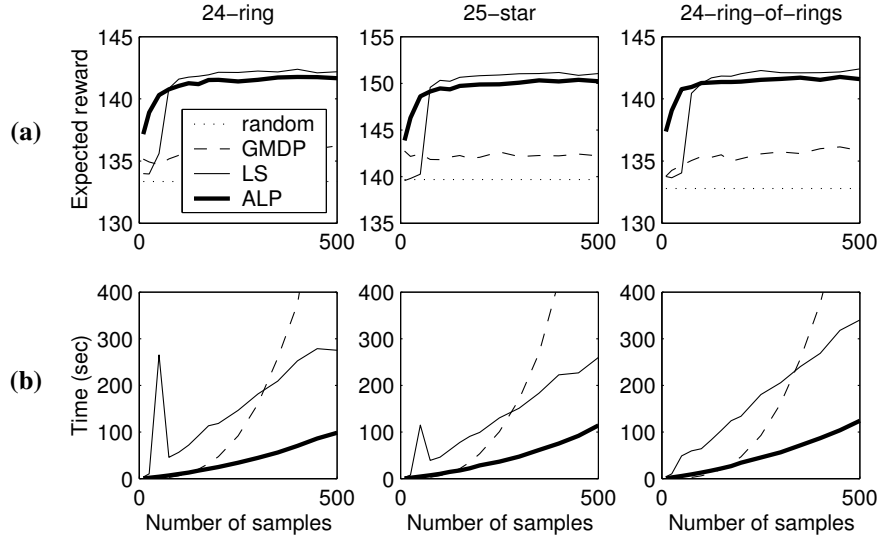 24-ring
25-star
24-ring-of-rings
(a)
Expected reward
145
140
135
130
0
500
random
GMDP
LS
ALP
155
150
145
140
135
0
500
145
140
135
130
0
500
(b)
Time (sec)
400
300
200
100
0
0
500
Number of samples
400
300
200
100
0
0
500
Number of samples
400
300
200
100
0
0
500
Number of samples